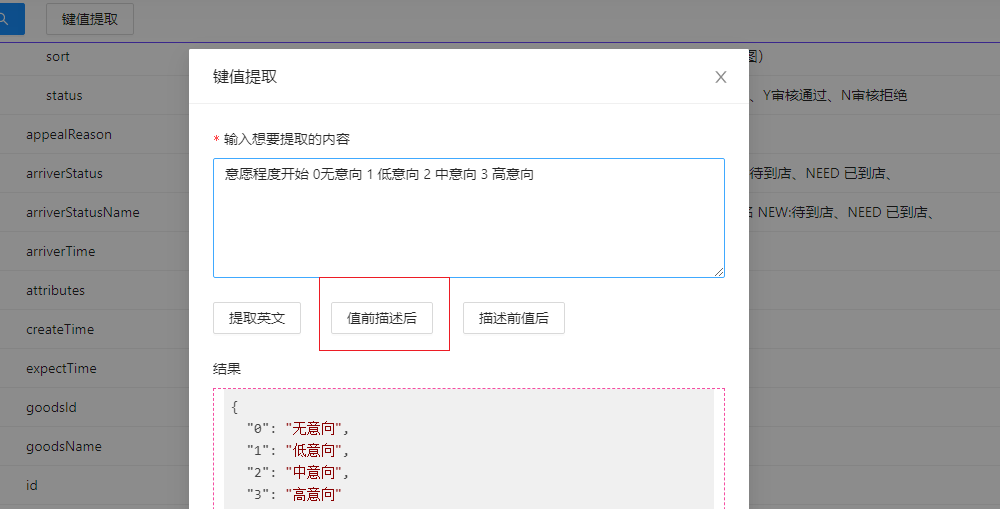 键值提取
sort
图)
status
、Y审核通过、N审核拒绝
appealReason
arriverStatus
待到店、NEED 已到店、
arriverStatusName
NEW:待到店、NEED 已到店、
arriverTime
attributes
createTime
expectTime
goodsId
goodsName
id
键值提取
* 输入想要提取的内容
意愿程度开始 0无意向 1 低意向 2 中意向 3 高意向
提取英文 值前描述后 描述前值后
结果
{
"0": "无意向",
"1": "低意向",
"2": "中意向",
"3": "高意向"